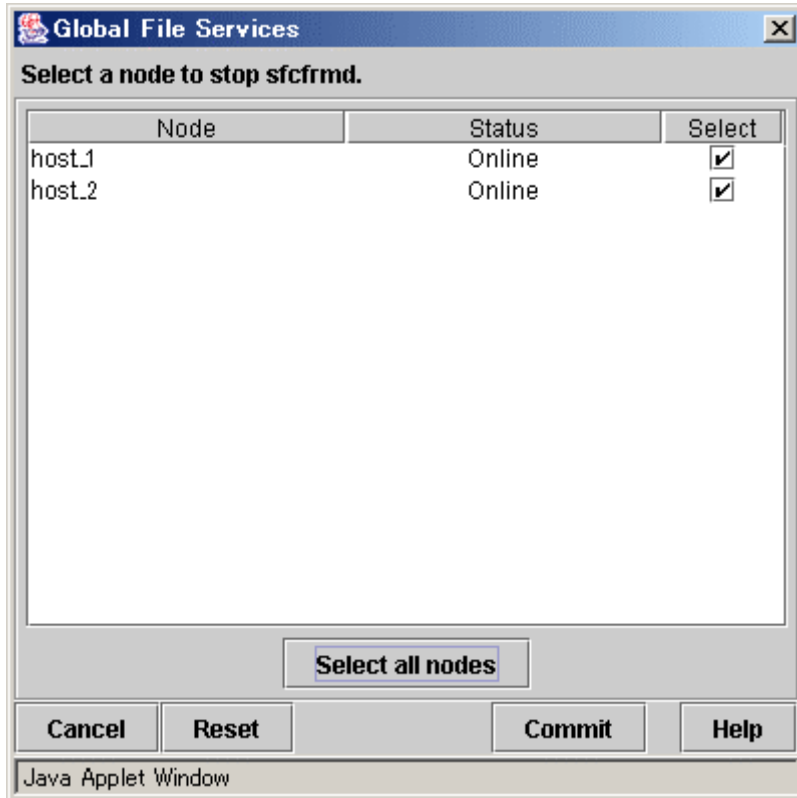 Global File Services
Select a node to stop sfcfrmd.
Node Status Select
host_1 Online
host_2 Online
Select all nodes
Cancel Reset Commit Help
Java Applet Window